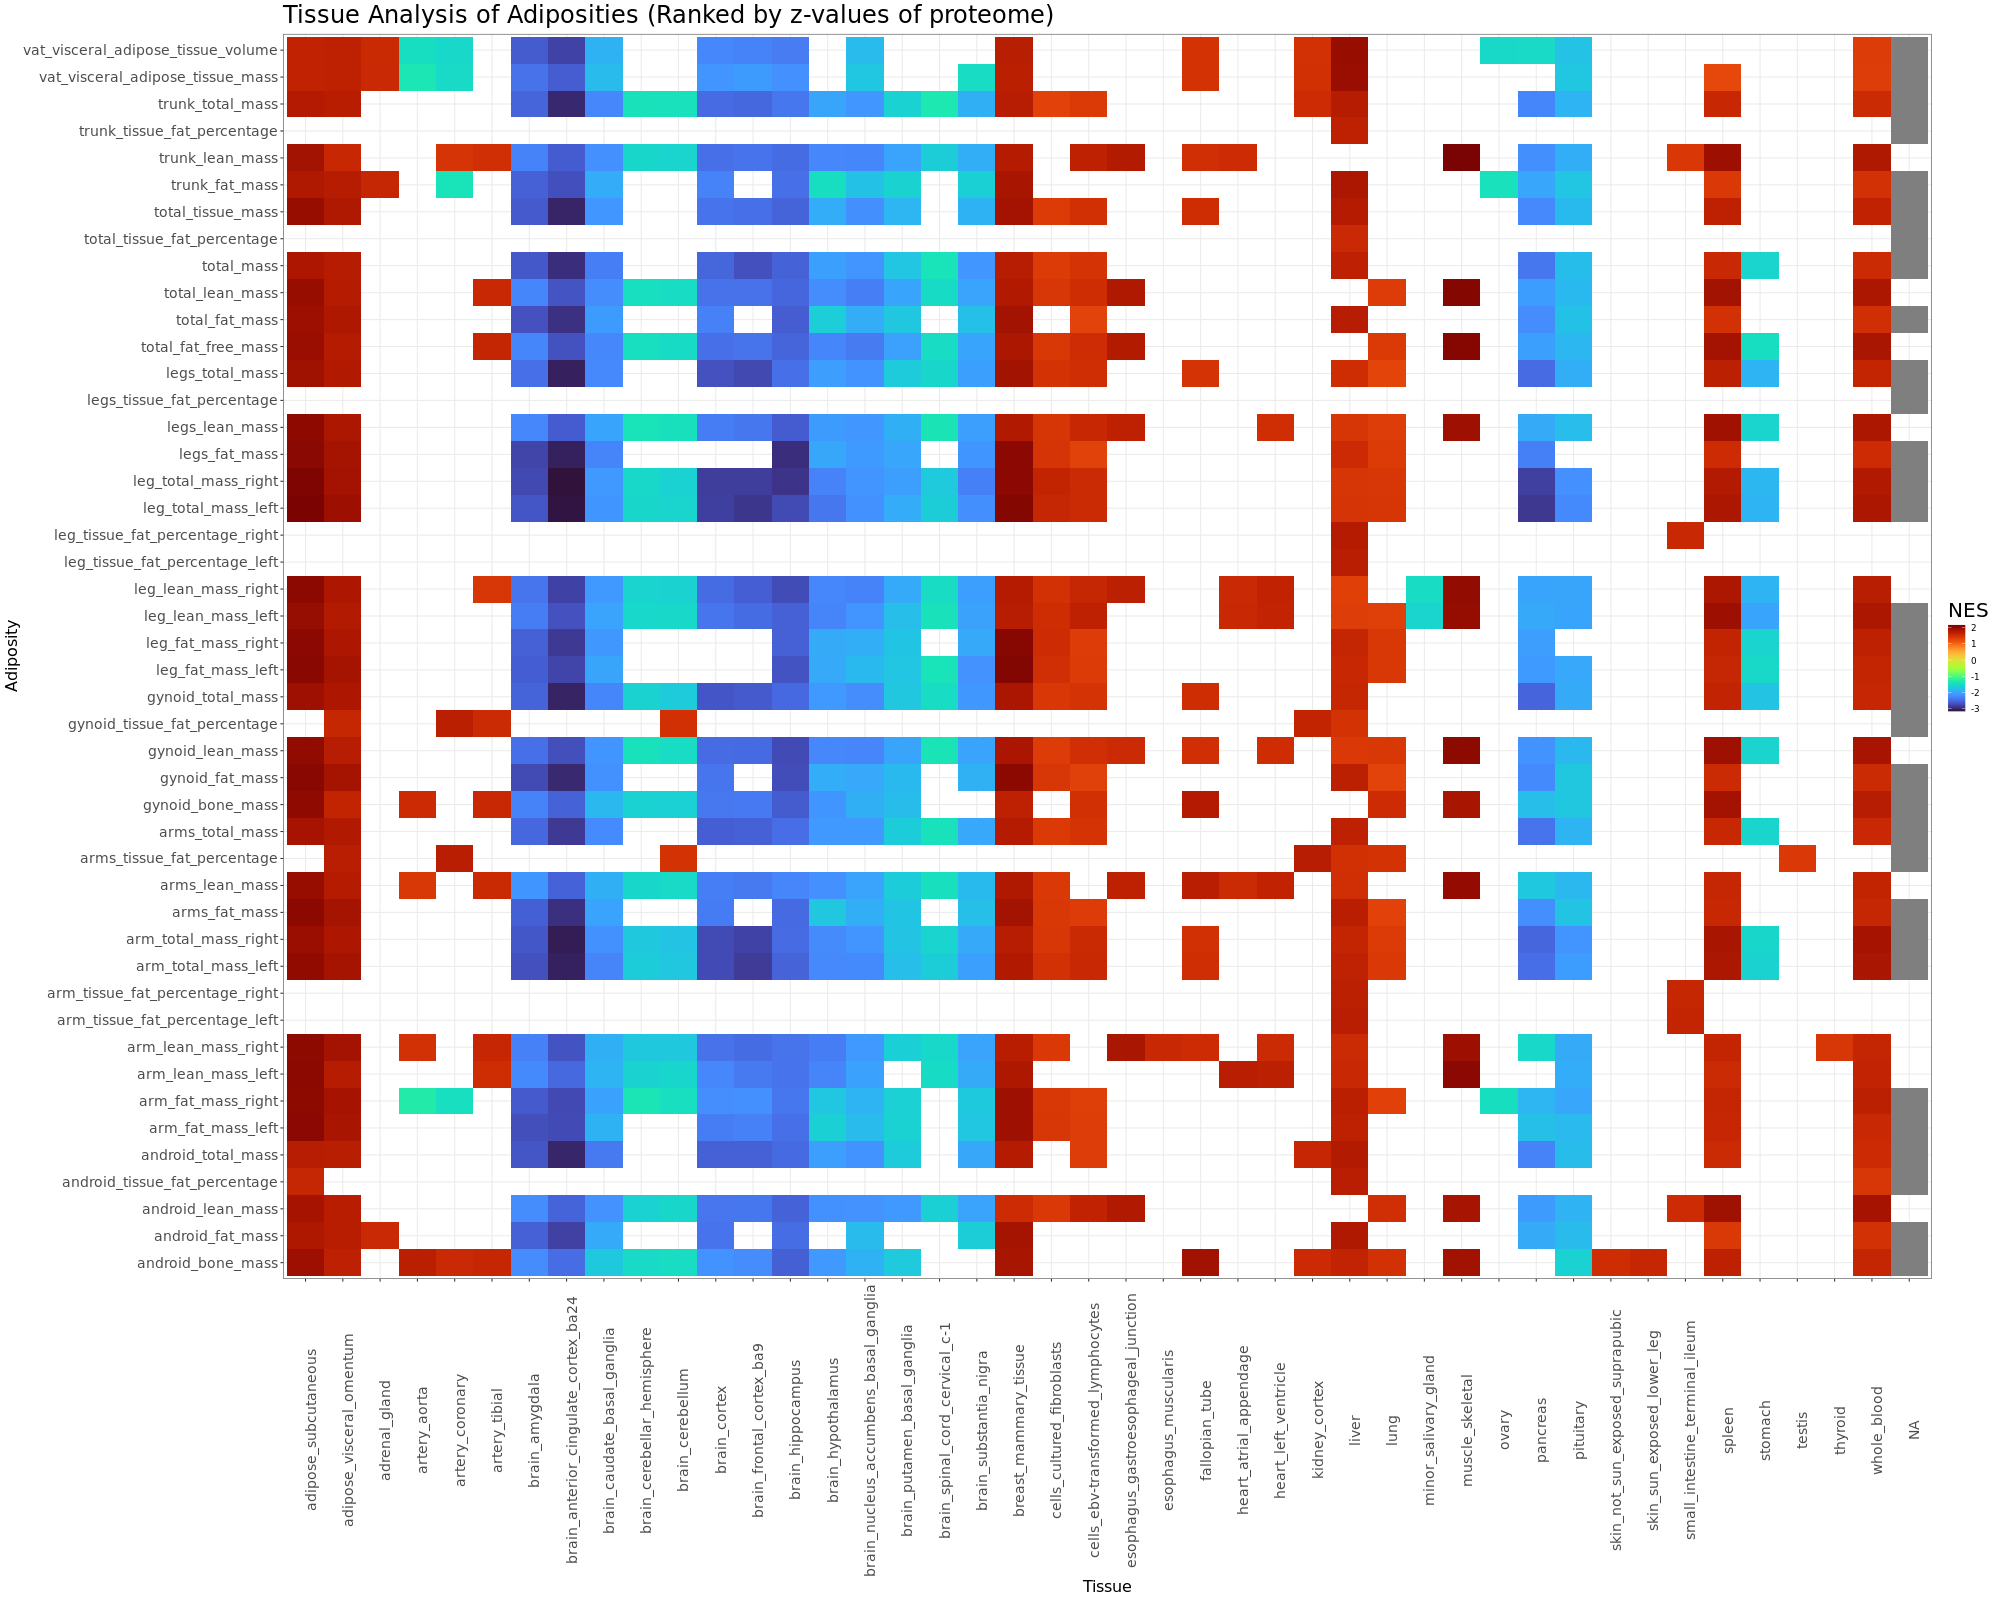 Tissue Analysis of Adiposities (Ranked by z-values of proteome)
vat_visceral_adipose_tissue_volume
vat_visceral_adipose_tissue_mass
trunk_total_mass
trunk_tissue_fat_percentage
trunk_lean_mass
trunk_fat_mass
total_tissue_mass
total_tissue_fat_percentage
total_mass
total_lean_mass
total_fat_mass
total_fat_free_mass
legs_total_mass
legs_tissue_fat_percentage
legs_lean_mass
legs_fat_mass
leg_total_mass_right
leg_total_mass_left
leg_tissue_fat_percentage_right
leg_tissue_fat_percentage_left
leg_lean_mass_right
leg_lean_mass_left
leg_fat_mass_right
leg_fat_mass_left
gynoid_total_mass
gynoid_tissue_fat_percentage
gynoid_lean_mass
gynoid_fat_mass
gynoid_bone_mass
arms_total_mass
arms_tissue_fat_percentage
arms_lean_mass
arms_fat_mass
arm_total_mass_right
arm_total_mass_left
arm_tissue_fat_percentage_right
arm_tissue_fat_percentage_left
arm_lean_mass_right
arm_lean_mass_left
arm_fat_mass_right
arm_fat_mass_left
android_total_mass
android_tissue_fat_percentage
android_lean_mass
android_fat_mass
android_bone_mass
Adiposity
adipose_subcutaneous
adipose_visceral_omentum
adrenal_gland
artery_aorta
artery_coronary
artery_tibial
brain_amygdala
brain_anterior_cingulate_cortex_ba24
brain_caudate_basal_ganglia
brain_cerebellar_hemisphere
brain_cerebellum
brain_cortex
brain_frontal_cortex_ba9
brain_hippocampus
brain_hypothalamus
brain_nucleus_accumbens_basal_ganglia
brain_putamen_basal_ganglia
brain_spinal_cord_cervical_c-1
brain_substantia_nigra
breast_mammary_tissue
cells_cultured_fibroblasts
cells_ebv-transformed_lymphocytes
esophagus_gastroesophageal_junction
esophagus_muscularis
fallopian_tube
heart_atrial_appendage
heart_left_ventricle
kidney_cortex
liver
lung
minor_salivary_gland
muscle_skeletal
ovary
pancreas
pituitary
skin_not_sun_exposed_suprapubic
skin_sun_exposed_lower_leg
small_intestine_terminal_ileum
spleen
stomach
testis
thyroid
whole_blood
NA
Tissue
NES
2
1
0
-1
-2
-3